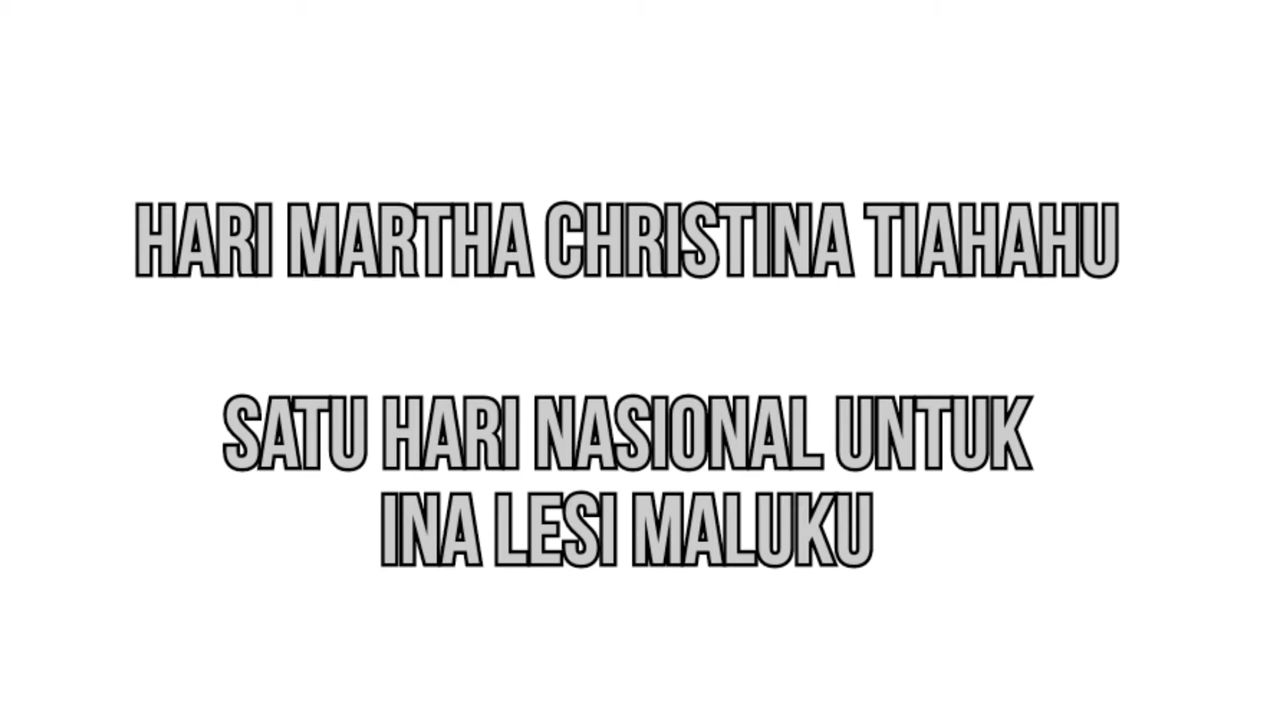 HARI MARTHA CHRISTINA TIAHAHU
SATU HARI NASIONAL UNTUK
INA LESI MALUKU